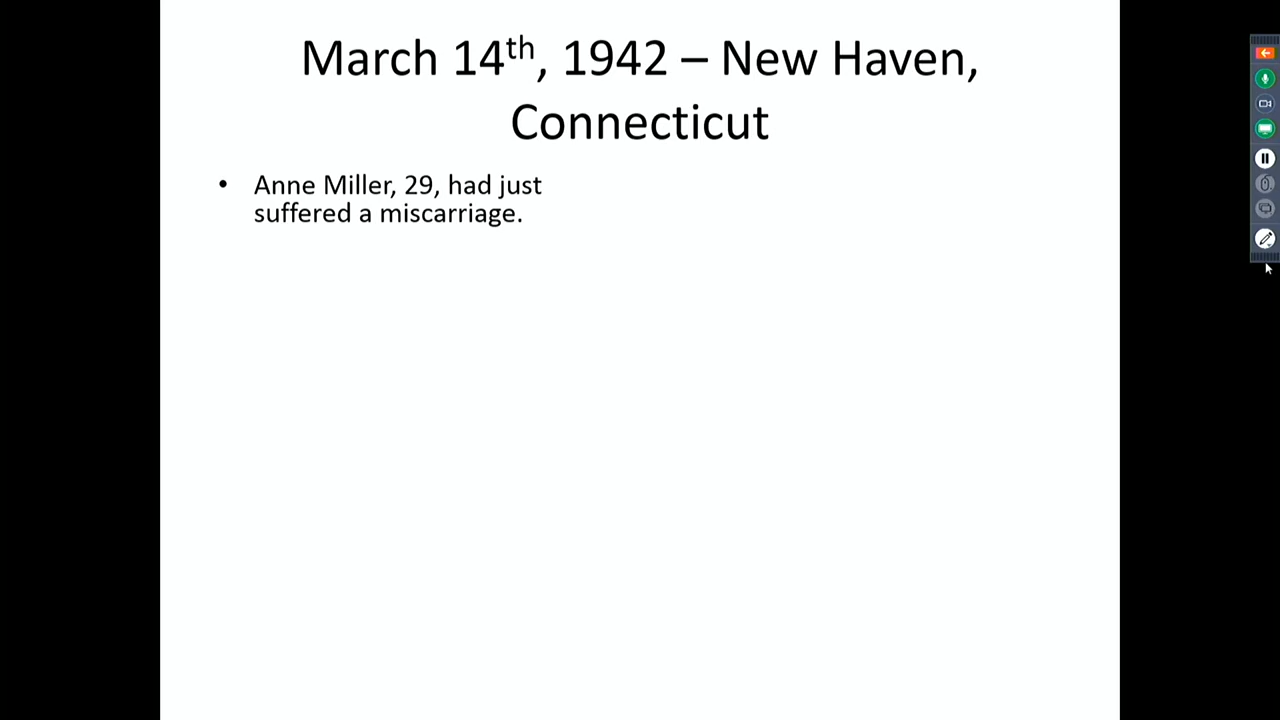 March 14th, 1942 – New Haven,
Connecticut
• Anne Miller, 29, had just
suffered a miscarriage.